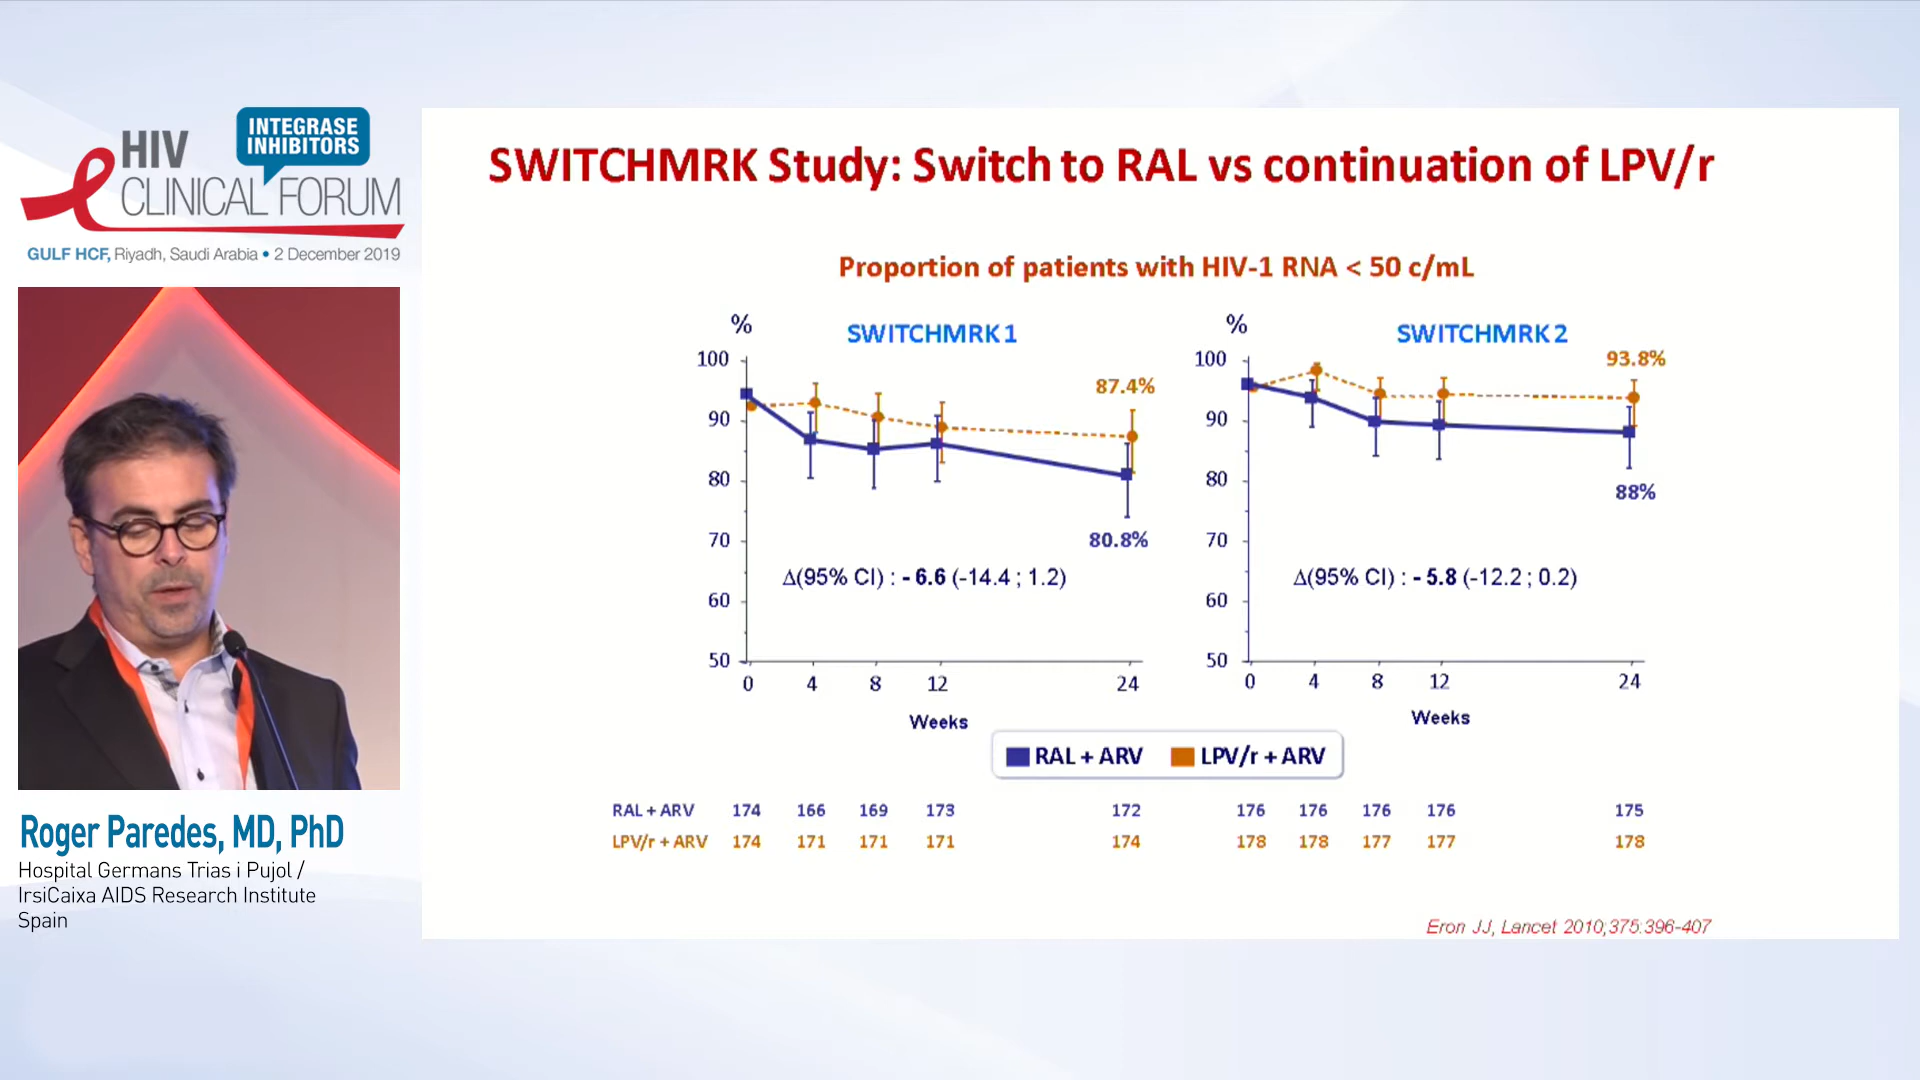 INTEGRASE
INHIBITORS
HIV
CLINICAL FORUM
GULF HCF, Riyadh, Saudi Arabia • 2 December 2019
Roger Paredes, MD, PhD
Hospital Germans Trias i Pujol /
IrsiCaixa AIDS Research Institute
Spain
SWITCHMRK Study: Switch to RAL vs continuation of LPV/r
Proportion of patients with HIV-1 RNA < 50 c/mL
%
SWITCHMRK 1
100
90
80
70
60
50
87.4%
80.8%
Δ(95% CI) : - 6.6 (-14.4 ; 1.2)
0 4 8 12 24
Weeks
%
SWITCHMRK 2
100
90
80
70
60
50
93.8%
88%
Δ(95% CI) : - 5.8 (-12.2 ; 0.2)
0 4 8 12 24
Weeks
RAL + ARV LPV/r + ARV
RAL + ARV 174 166 169 173 172 176 176 176 176 175
LPV/r + ARV 174 171 171 171 174 178 178 177 177 178
Eron JJ, Lancet 2010;375:396-407